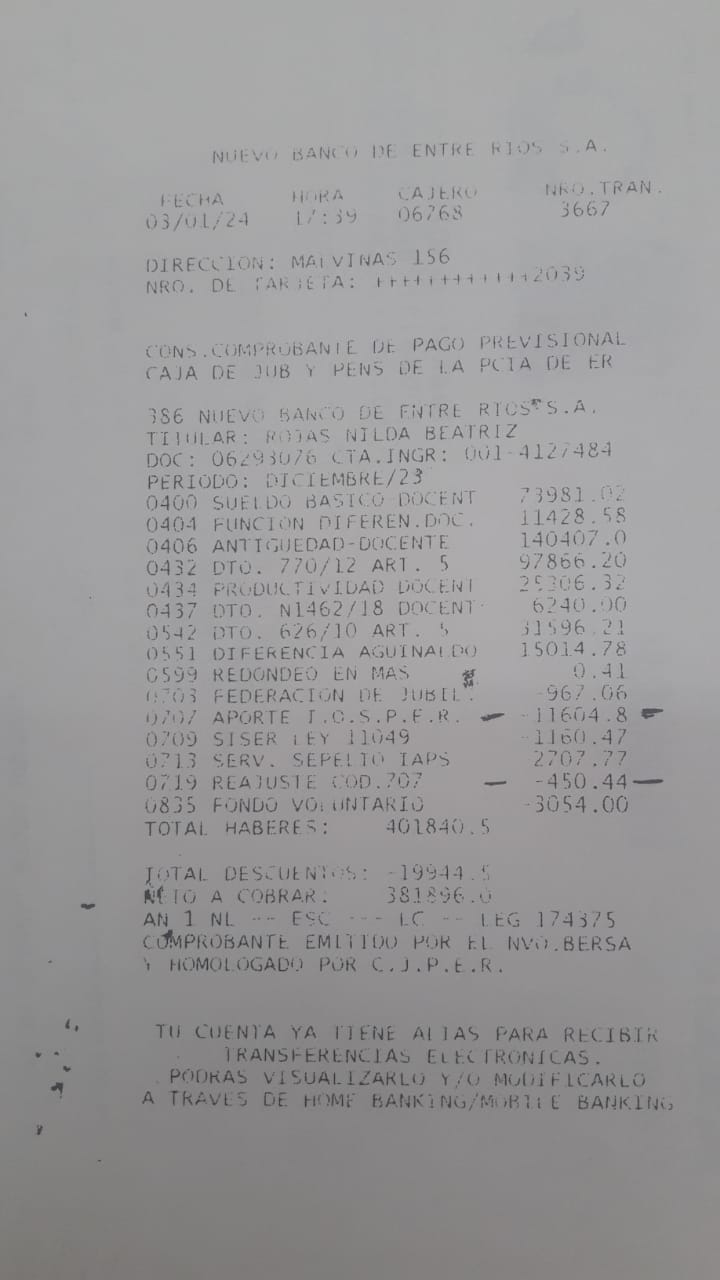 NUEVO BANCO DE ENTRE RIOS S.A.
FECHA HORA CAJERO NRO.TRAN.
03/01/24 17:39 06768 3667
DIRECCION: MALVINAS 156
NRO. DE TARJETA: ++++++++++++2039
CONS.COMPROBANTE DE PAGO PREVISIONAL
CAJA DE JUB Y PENS DE LA PCIA DE ER
386 NUEVO BANCO DE ENTRE RIOS S.A.
TITULAR: ROJAS NILDA BEATRIZ
DOC: 06293076 CTA.INGR: 001-4127484
PERIODO: DICIEMBRE/23
0400 SUELDO BASICO DOCENT 73981.02
0404 FUNCION DIFEREN.DOC. 11428.58
0406 ANTIGUEDAD-DOCENTE 140407.0
0432 DTO. 770/12 ART. 5 97866.20
0434 PRODUCTIVIDAD DOCENT 25306.32
0437 DTO. N1462/18 DOCENT 6240.00
0542 DTO. 626/10 ART. 5 31596.21
0551 DIFERENCIA AGUINALDO 15014.78
0599 REDONDEO EN MAS 0.41
0703 FEDERACION DE JUBIL. -967.06
0707 APORTE I.O.S.P.E.R. -11604.8
0709 SISER LEY 11049 -1160.47
0713 SERV. SEPELIO IAPS 2707.77
0719 REAJUSTE COD.707 -450.44
0835 FONDO VOLUNTARIO -3054.00
TOTAL HABERES: 401840.5
TOTAL DESCUENTOS: -19944.5
NETO A COBRAR: 381896.0
AN 1 NL -- ESC --- LC -- LEG 174375
COMPROBANTE EMITIDO POR EL NVO.BERSA
Y HOMOLOGADO POR C.J.P.E.R.
TU CUENTA YA TIENE ALIAS PARA RECIBIR
TRANSFERENCIAS ELECTRONICAS.
PODRAS VISUALIZARLO Y/O MODIFICARLO
A TRAVES DE HOME BANKING/MOBILE BANKING